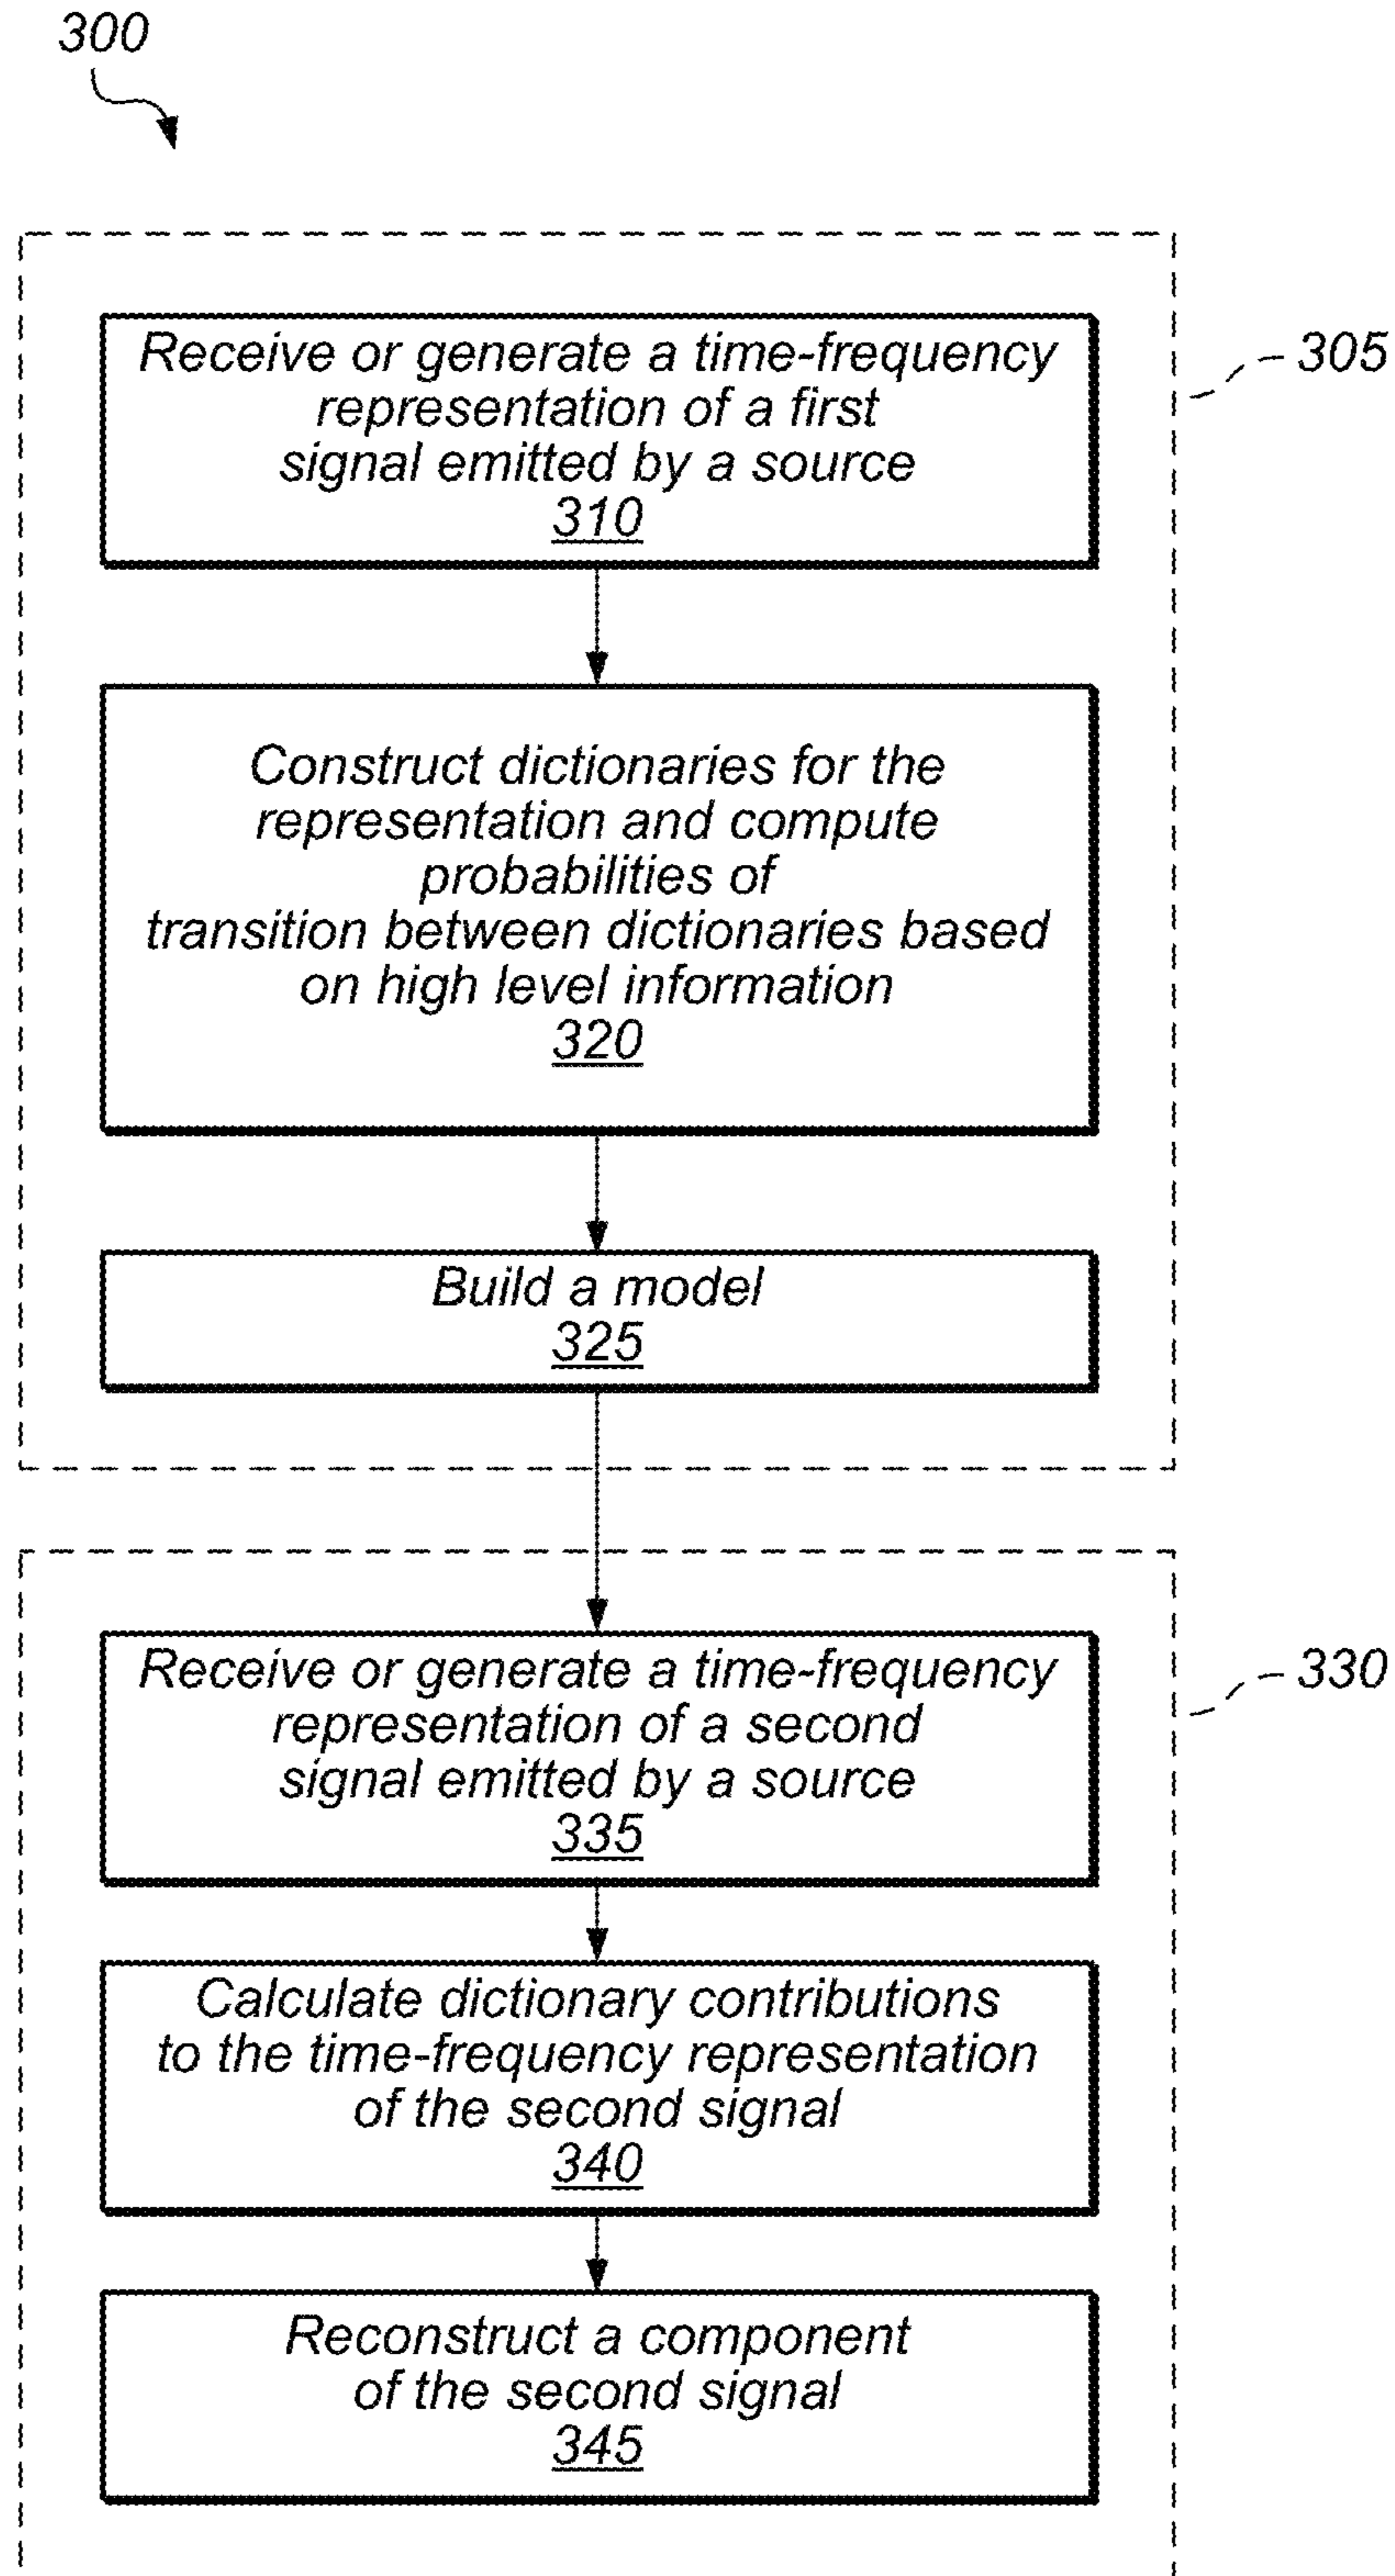 300
Receive or generate a time-frequency
representation of a first
signal emitted by a source
310
305
Construct dictionaries for the
representation and compute
probabilities of
transition between dictionaries based
on high level information
320
Build a model
325
Receive or generate a time-frequency
representation of a second
signal emitted by a source
335
330
Calculate dictionary contributions
to the time-frequency representation
of the second signal
340
Reconstruct a component
of the second signal
345